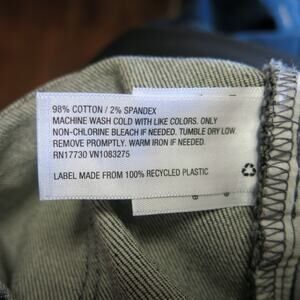 98% COTTON / 2% SPANDEX
MACHINE WASH COLD WITH LIKE COLORS. ONLY
NON-CHLORINE BLEACH IF NEEDED. TUMBLE DRY LOW.
REMOVE PROMPTLY. WARM IRON IF NEEDED.
RN17730 VN1083275
LABEL MADE FROM 100% RECYCLED PLASTIC